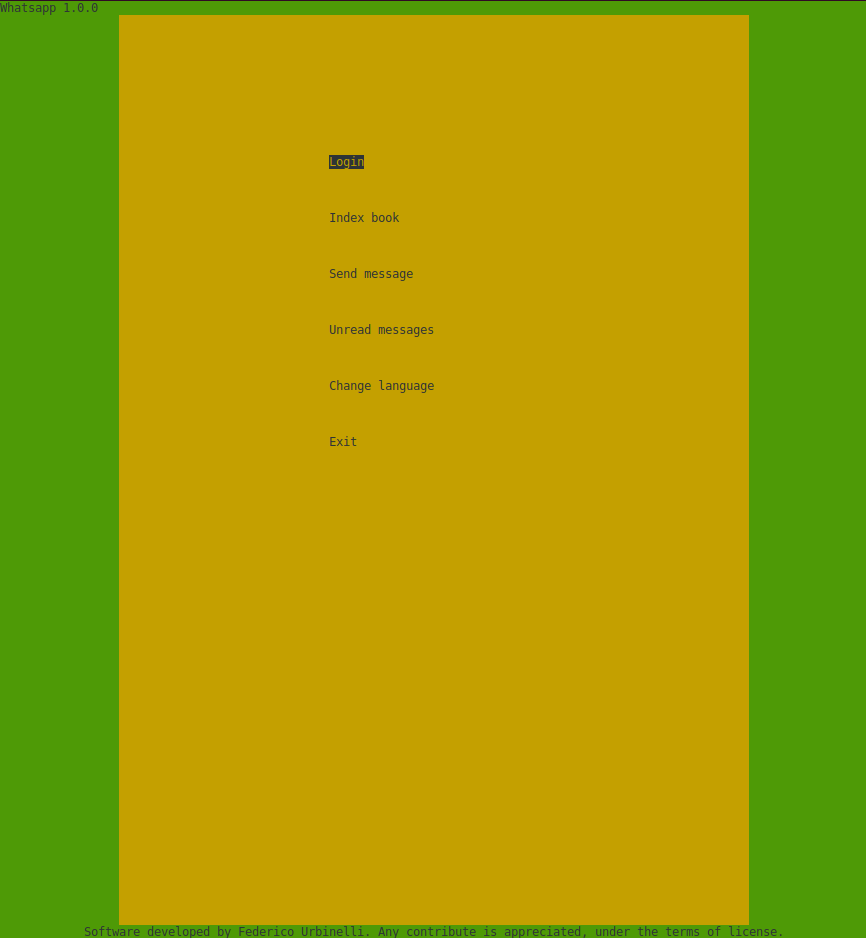 Whatsapp 1.0.0
Login
Index book
Send message
Unread messages
Change language
Exit
Software developed by Federico Urbinelli. Any contribute is appreciated, under the terms of license.